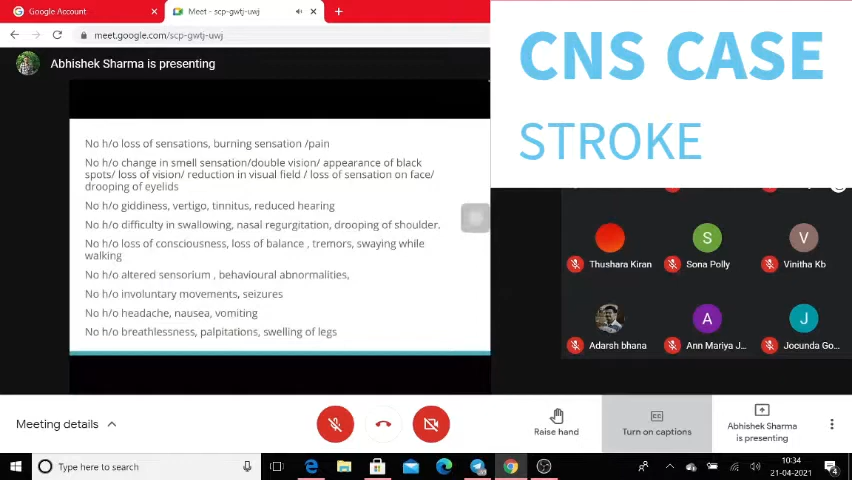 Google Account
Meet - scp-gwtj-uwj
meet.google.com/scp-gwtj-uwj
Abhishek Sharma is presenting
CNS CASE
STROKE
No h/o loss of sensations, burning sensation /pain
No h/o change in smell sensation/double vision/ appearance of black
spots/ loss of vision/ reduction in visual field / loss of sensation on face/
drooping of eyelids
No h/o giddiness, vertigo, tinnitus, reduced hearing
No h/o difficulty in swallowing, nasal regurgitation, drooping of shoulder.
No h/o loss of consciousness, loss of balance , tremors, swaying while
walking
No h/o altered sensorium , behavioural abnormalities,
No h/o involuntary movements, seizures
No h/o headache, nausea, vomiting
No h/o breathlessness, palpitations, swelling of legs
S
V
Thushara Kiran
Sona Polly
Vinitha Kb
A
J
Adarsh bhana
Ann Mariya J...
Jocunda Go...
Meeting details
Raise hand
Turn on captions
Abhishek Sharma
is presenting
Type here to search
10:34
21-04-2021
4